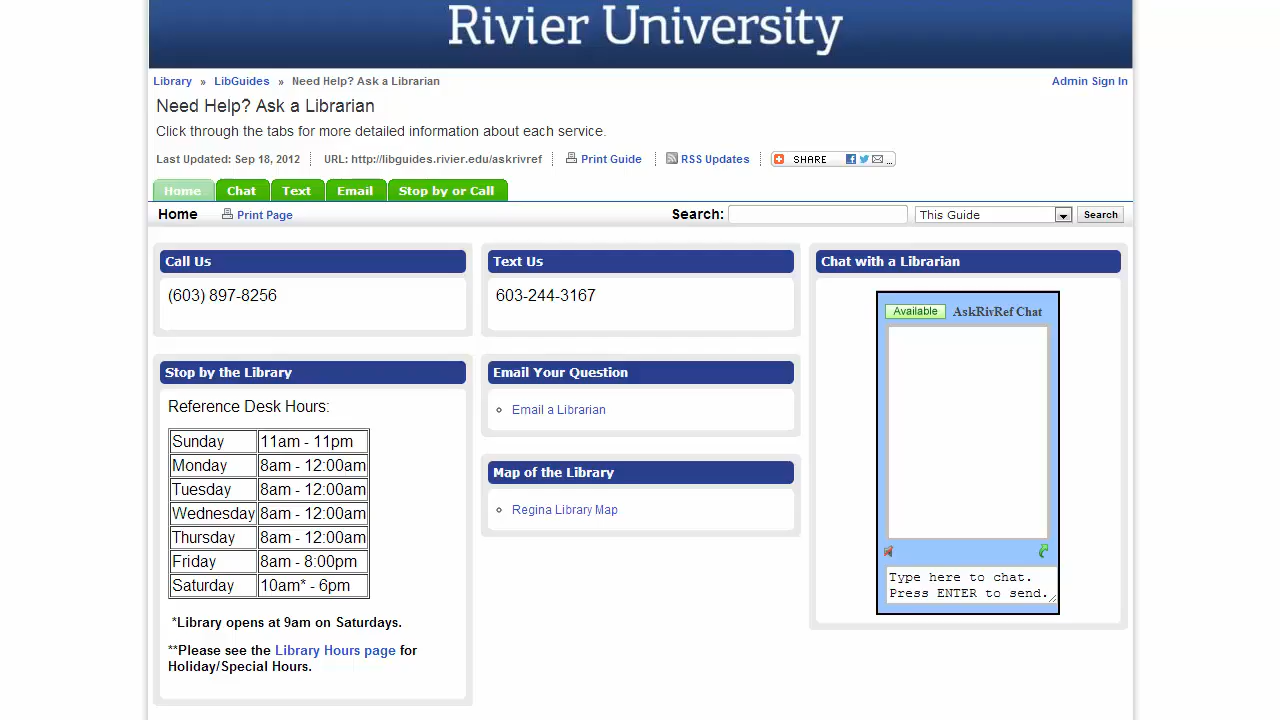 Rivier University
Library » LibGuides » Need Help? Ask a Librarian Admin Sign In
Need Help? Ask a Librarian
Click through the tabs for more detailed information about each service.
Last Updated: Sep 18, 2012 URL: http://libguides.rivier.edu/askrivref Print Guide RSS Updates SHARE ...
Home Chat Text Email Stop by or Call
Home Print Page Search: This Guide Search
Call Us
(603) 897-8256
Text Us
603-244-3167
Chat with a Librarian
Available AskRivRef Chat
Type here to chat.
Press ENTER to send.
Stop by the Library
Reference Desk Hours:
Sunday 11am - 11pm
Monday 8am - 12:00am
Tuesday 8am - 12:00am
Wednesday 8am - 12:00am
Thursday 8am - 12:00am
Friday 8am - 8:00pm
Saturday 10am* - 6pm
*Library opens at 9am on Saturdays.
**Please see the Library Hours page for
Holiday/Special Hours.
Email Your Question
Email a Librarian
Map of the Library
Regina Library Map